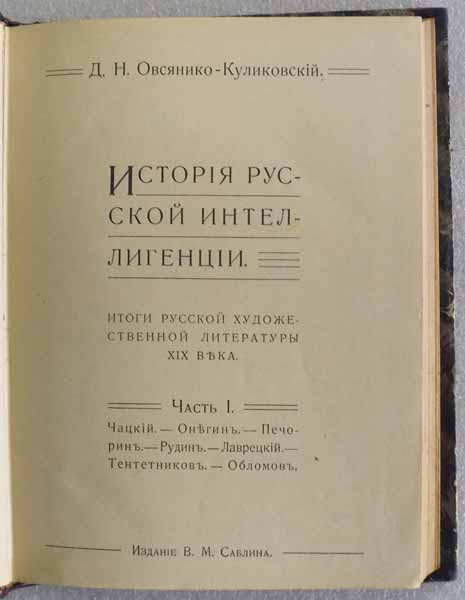 Д. Н. Овсянико-Куликовскій.
Исторія рус-
ской интел-
лигенціи.
Итоги русской художе-
ственной литературы
XIX вѣка.
Часть I.
Чацкій. — Онѣгинъ. — Печо-
ринъ. — Рудинъ. — Лаврецкій. —
Тентетниковъ. — Обломовъ.
Изданіе В. М. Саблина.